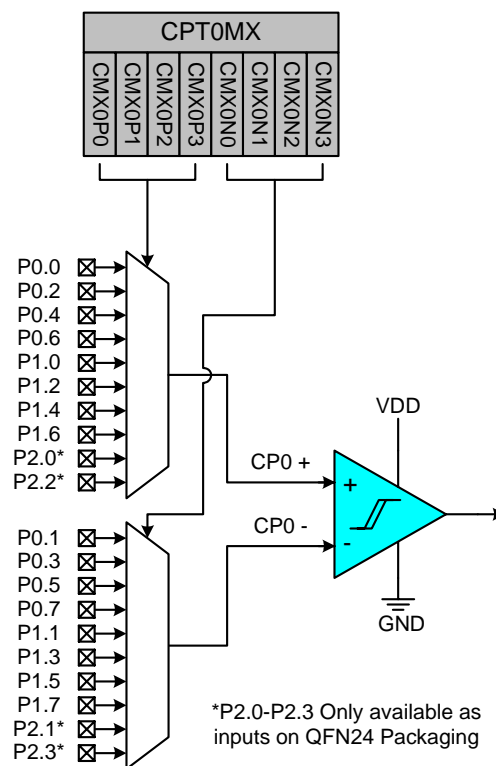 CPT0MX
CMX0P0
CMX0P1
CMX0P2
CMX0P3
CMX0N0
CMX0N1
CMX0N2
CMX0N3
P0.0
P0.2
P0.4
P0.6
P1.0
P1.2
P1.4
P1.6
P2.0*
P2.2*
VDD
CP0 +
+
CP0 -
-
GND
P0.1
P0.3
P0.5
P0.7
P1.1
P1.3
P1.5
P1.7
P2.1*
P2.3*
*P2.0-P2.3 Only available as
inputs on QFN24 Packaging